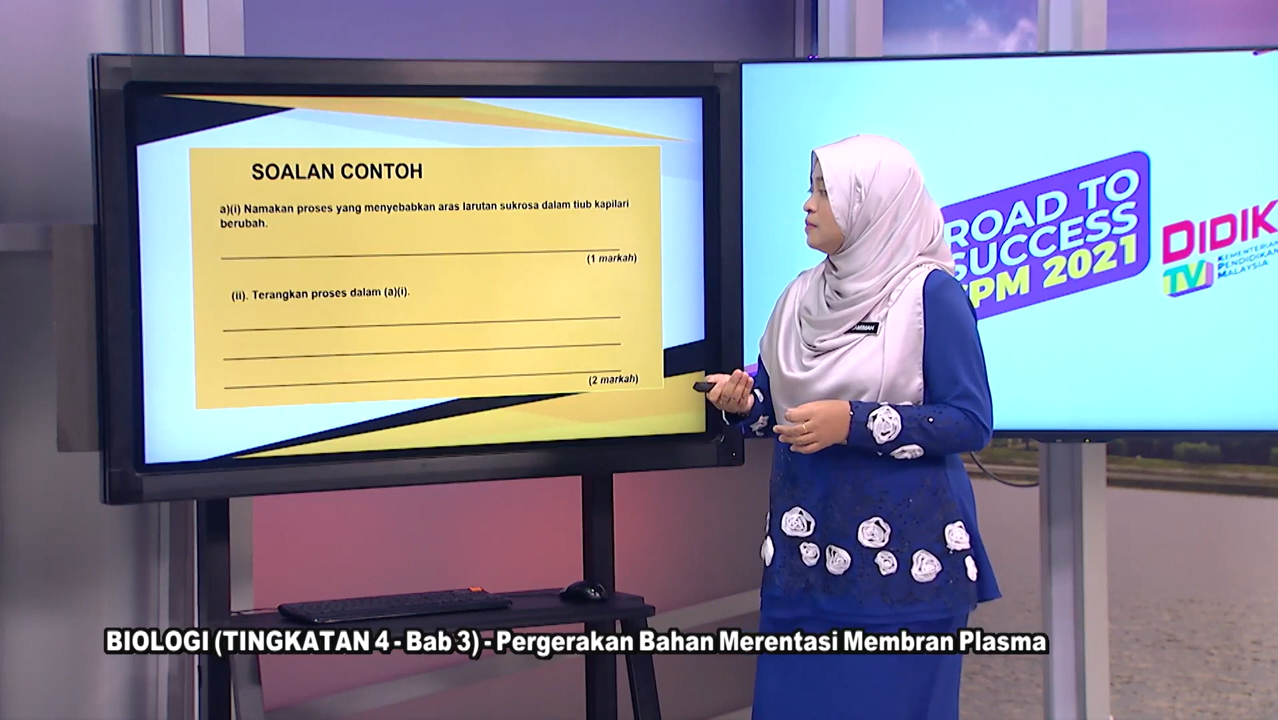 SOALAN CONTOH
a)(i) Namakan proses yang menyebabkan aras larutan sukrosa dalam tiub kapilari
berubah.
(1 markah)
(ii). Terangkan proses dalam (a)(i).
(2 markah)
ROAD TO
SUCCESS
PM 2021
DIDIK
TV
KEMENTERIAN
PENDIDIKAN
MALAYSIA
BIOLOGI (TINGKATAN 4 - Bab 3) - Pergerakan Bahan Merentasi Membran Plasma